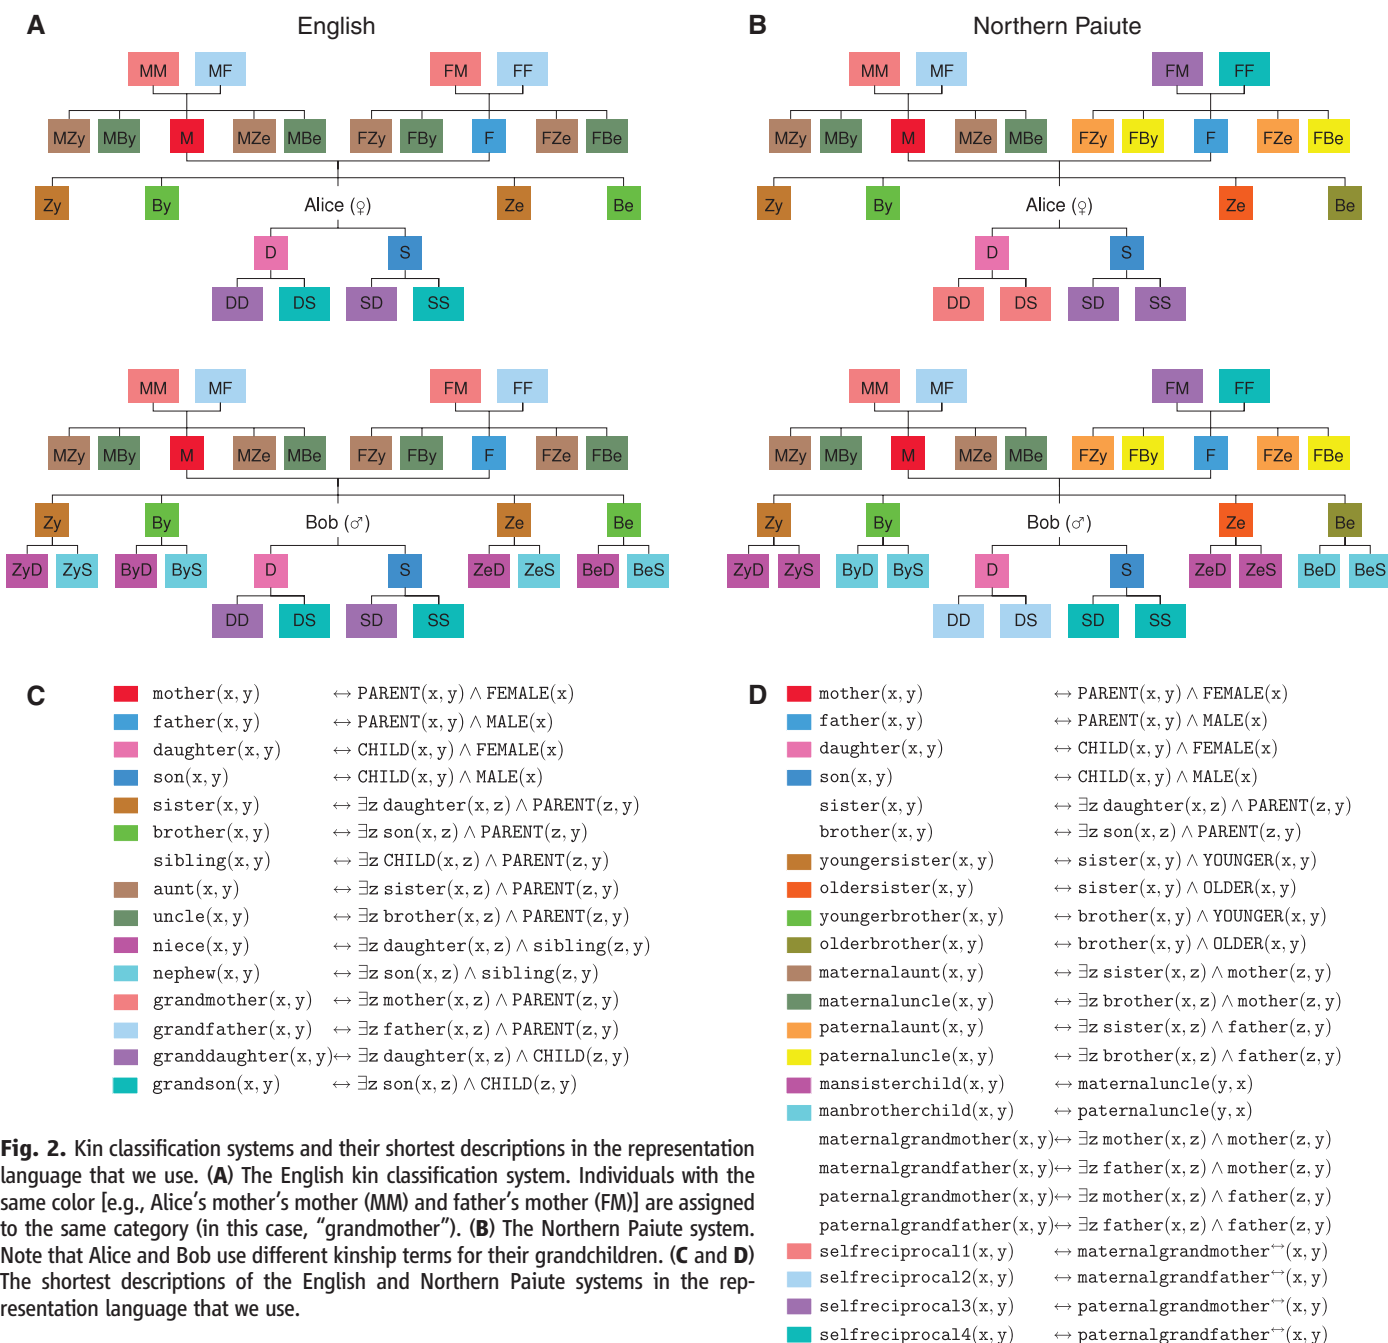 A
English
MM MF FM FF
MZy MBy M MZe MBe FZy FBy F FZe FBe
Zy By Alice (♀) Ze Be
D S
DD DS SD SS
MM MF FM FF
MZy MBy M MZe MBe FZy FBy F FZe FBe
Zy By Bob (♂) Ze Be
ZyD ZyS ByD ByS D S ZeD ZeS BeD BeS
DD DS SD SS
B
Northern Paiute
MM MF FM FF
MZy MBy M MZe MBe FZy FBy F FZe FBe
Zy By Alice (♀) Ze Be
D S
DD DS SD SS
MM MF FM FF
MZy MBy M MZe MBe FZy FBy F FZe FBe
Zy By Bob (♂) Ze Be
ZyD ZyS ByD ByS D S ZeD ZeS BeD BeS
DD DS SD SS
C
mother(x, y) ↔ PARENT(x, y) ∧ FEMALE(x)
father(x, y) ↔ PARENT(x, y) ∧ MALE(x)
daughter(x, y) ↔ CHILD(x, y) ∧ FEMALE(x)
son(x, y) ↔ CHILD(x, y) ∧ MALE(x)
sister(x, y) ↔ ∃z daughter(x, z) ∧ PARENT(z, y)
brother(x, y) ↔ ∃z son(x, z) ∧ PARENT(z, y)
sibling(x, y) ↔ ∃z CHILD(x, z) ∧ PARENT(z, y)
aunt(x, y) ↔ ∃z sister(x, z) ∧ PARENT(z, y)
uncle(x, y) ↔ ∃z brother(x, z) ∧ PARENT(z, y)
niece(x, y) ↔ ∃z daughter(x, z) ∧ sibling(z, y)
nephew(x, y) ↔ ∃z son(x, z) ∧ sibling(z, y)
grandmother(x, y) ↔ ∃z mother(x, z) ∧ PARENT(z, y)
grandfather(x, y) ↔ ∃z father(x, z) ∧ PARENT(z, y)
granddaughter(x, y) ↔ ∃z daughter(x, z) ∧ CHILD(z, y)
grandson(x, y) ↔ ∃z son(x, z) ∧ CHILD(z, y)
D
mother(x, y) ↔ PARENT(x, y) ∧ FEMALE(x)
father(x, y) ↔ PARENT(x, y) ∧ MALE(x)
daughter(x, y) ↔ CHILD(x, y) ∧ FEMALE(x)
son(x, y) ↔ CHILD(x, y) ∧ MALE(x)
sister(x, y) ↔ ∃z daughter(x, z) ∧ PARENT(z, y)
brother(x, y) ↔ ∃z son(x, z) ∧ PARENT(z, y)
youngersister(x, y) ↔ sister(x, y) ∧ YOUNGER(x, y)
oldersister(x, y) ↔ sister(x, y) ∧ OLDER(x, y)
youngerbrother(x, y) ↔ brother(x, y) ∧ YOUNGER(x, y)
olderbrother(x, y) ↔ brother(x, y) ∧ OLDER(x, y)
maternalaunt(x, y) ↔ ∃z sister(x, z) ∧ mother(z, y)
maternaluncle(x, y) ↔ ∃z brother(x, z) ∧ mother(z, y)
paternalaunt(x, y) ↔ ∃z sister(x, z) ∧ father(z, y)
paternaluncle(x, y) ↔ ∃z brother(x, z) ∧ father(z, y)
mansisterchild(x, y) ↔ maternaluncle(y, x)
manbrotherchild(x, y) ↔ paternaluncle(y, x)
maternalgrandmother(x, y) ↔ ∃z mother(x, z) ∧ mother(z, y)
maternalgrandfather(x, y) ↔ ∃z father(x, z) ∧ mother(z, y)
paternalgrandmother(x, y) ↔ ∃z mother(x, z) ∧ father(z, y)
paternalgrandfather(x, y) ↔ ∃z father(x, z) ∧ father(z, y)
selfreciprocal1(x, y) ↔ maternalgrandmother↔(x, y)
selfreciprocal2(x, y) ↔ maternalgrandfather↔(x, y)
selfreciprocal3(x, y) ↔ paternalgrandmother↔(x, y)
selfreciprocal4(x, y) ↔ paternalgrandfather↔(x, y)
Fig. 2. Kin classification systems and their shortest descriptions in the representation
language that we use. (A) The English kin classification system. Individuals with the
same color [e.g., Alice's mother's mother (MM) and father's mother (FM)] are assigned
to the same category (in this case, "grandmother"). (B) The Northern Paiute system.
Note that Alice and Bob use different kinship terms for their grandchildren. (C and D)
The shortest descriptions of the English and Northern Paiute systems in the rep-
resentation language that we use.